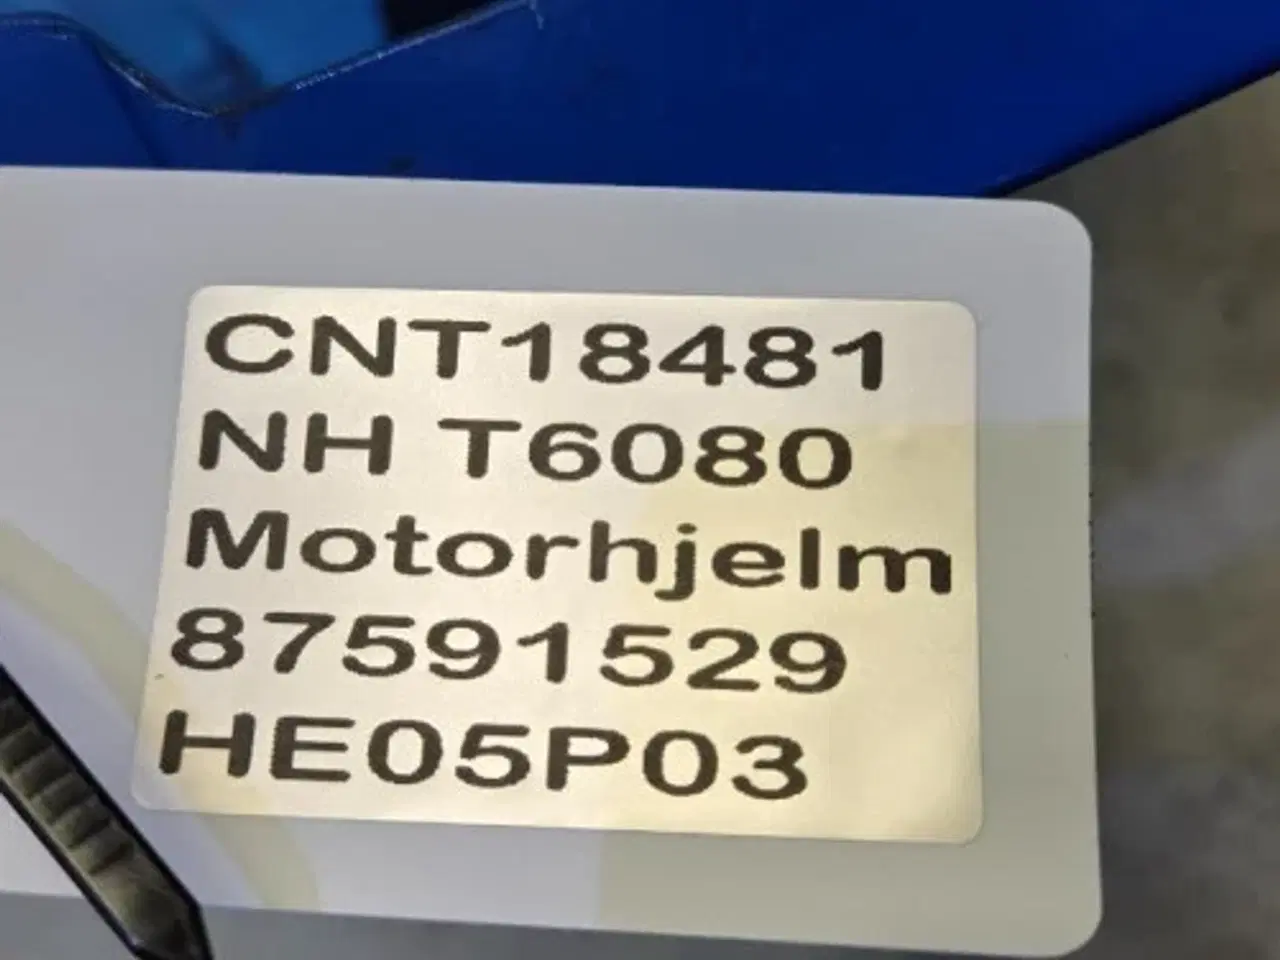 CNT18481
NH T6080
Motorhjelm
87591529
HE05P03